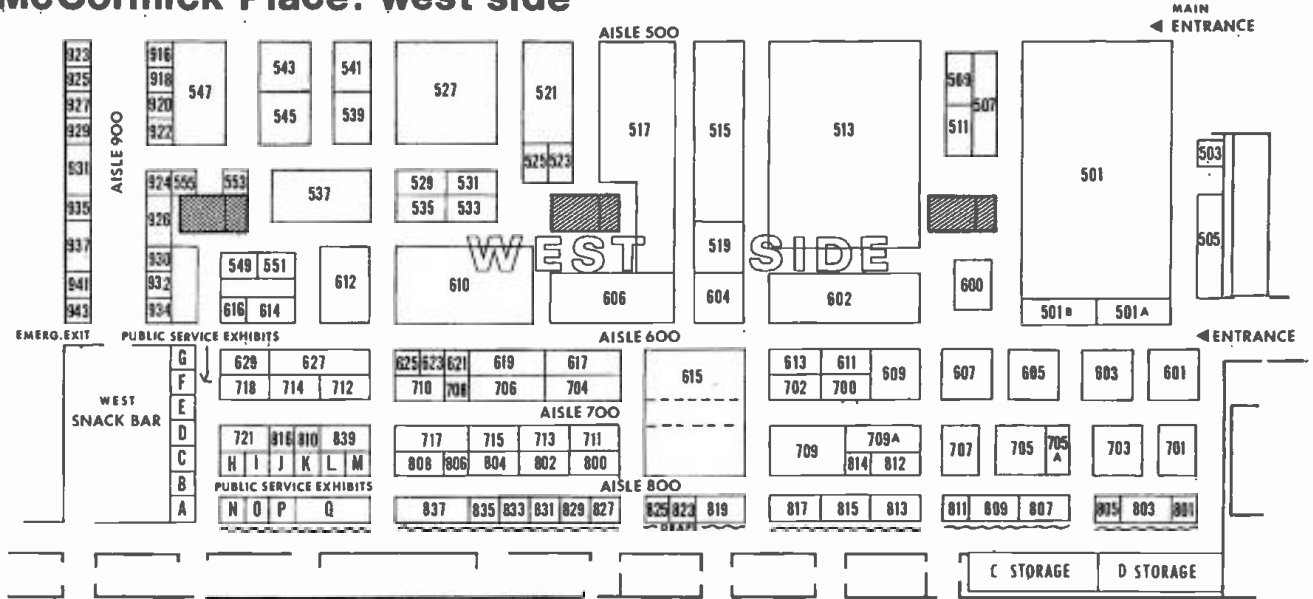 McCormick Place: west side
MAIN
ENTRANCE
AISLE 500
923 916 543 541 527 521 517 515 513 509 507 501
925 918 547
927 920 545 539
929 922 511
AISLE 900
931 525 523 503
924 555 553 537 529 531
935 926 535 533
937 930 549 551 612 610 519 505
WEST SIDE
941 932 606 604 602 600
943 934 616 614 501B 501A
EMERG. EXIT PUBLIC SERVICE EXHIBITS AISLE 600 ENTRANCE
G 629 627 625 623 621 619 617 615 613 611 609 607 605 603 601
F 718 714 712 710 708 706 704 702 700
WEST
SNACK BAR
E
AISLE 700
D 721 816 810 839 717 715 713 711 709 709A 707 705 705A 703 701
C H I J K L M 808 806 804 802 800 814 812
B PUBLIC SERVICE EXHIBITS AISLE 800
A N O P Q 837 835 833 831 829 827 825 823 819 817 815 813 811 809 807 805 803 801
C STORAGE D STORAGE